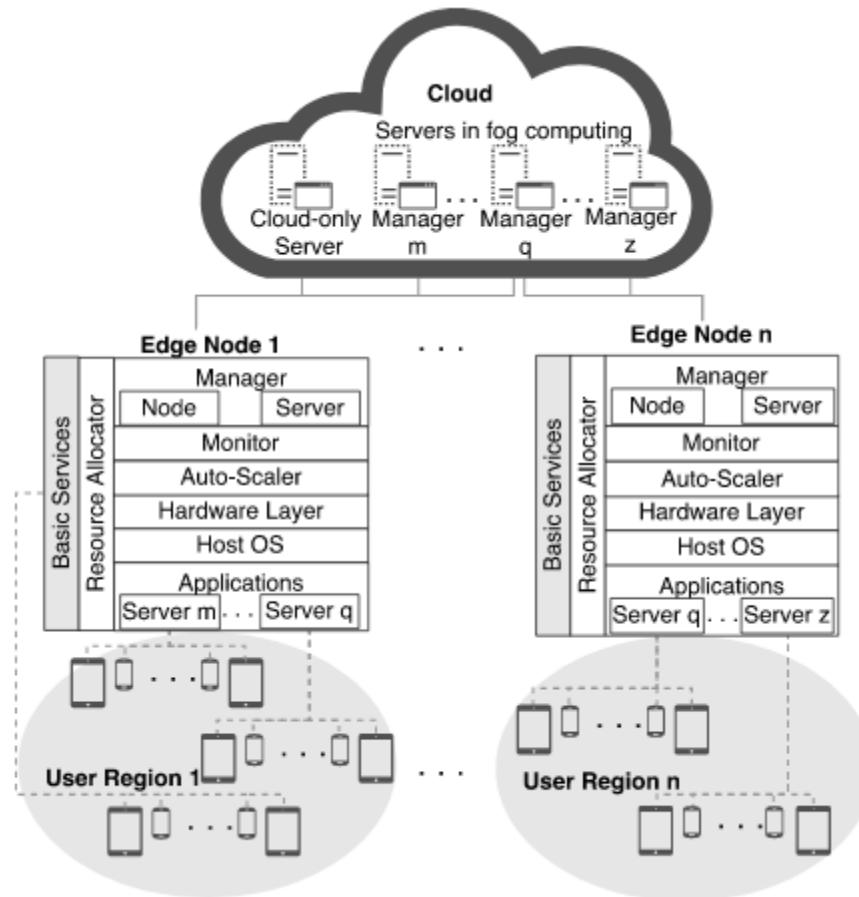 Cloud
Servers in fog computing
Cloud-only
Server
Manager
m
. . .
Manager
q
. . .
Manager
z
Edge Node 1
. . .
Edge Node n
Basic Services
Resource Allocator
Manager
Node
Server
Monitor
Auto-Scaler
Hardware Layer
Host OS
Applications
Server m
. . .
Server q
Basic Services
Resource Allocator
Manager
Node
Server
Monitor
Auto-Scaler
Hardware Layer
Host OS
Applications
Server q
. . .
Server z
. . .
. . .
User Region 1
. . .
. . .
. . .
User Region n
. . .